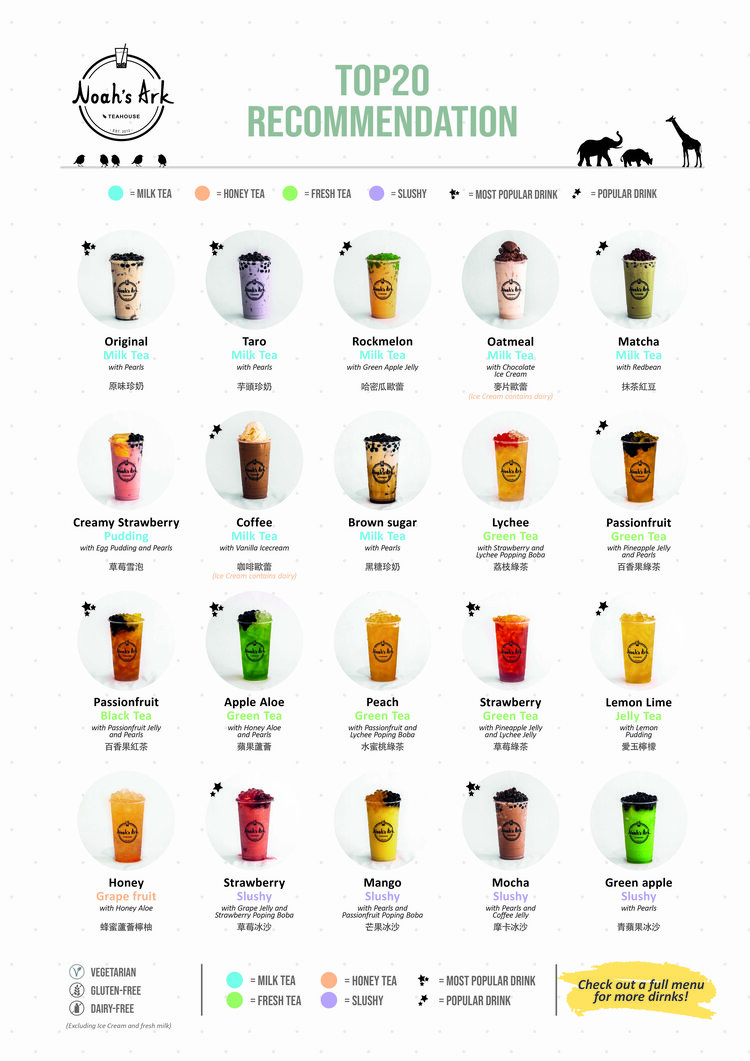 Noah's Ark
TEAHOUSE
EST. 2012
TOP20
RECOMMENDATION
= MILK TEA
= HONEY TEA
= FRESH TEA
= SLUSHY
= MOST POPULAR DRINK
= POPULAR DRINK
Original
Milk Tea
with Pearls
原味珍奶
Taro
Milk Tea
with Pearls
芋頭珍奶
Rockmelon
Milk Tea
with Green Apple Jelly
哈密瓜歐蕾
Oatmeal
Milk Tea
with Chocolate
Ice Cream
麥片歐蕾
(Ice Cream contains dairy)
Matcha
Milk Tea
with Redbean
抹茶紅豆
Creamy Strawberry
Pudding
with Egg Pudding and Pearls
草莓雪泡
Coffee
Milk Tea
with Vanilla Icecream
咖啡歐蕾
(Ice Cream contains dairy)
Brown sugar
Milk Tea
with Pearls
黑糖珍奶
Lychee
Green Tea
with Strawberry and
Lychee Popping Boba
荔枝綠茶
Passionfruit
Green Tea
with Pineapple Jelly
and Pearls
百香果綠茶
Passionfruit
Black Tea
with Passionfruit Jelly
and Pearls
百香果紅茶
Apple Aloe
Green Tea
with Honey Aloe
and Pearls
蘋果蘆薈
Peach
Green Tea
with Passionfruit and
Lychee Poping Boba
水蜜桃綠茶
Strawberry
Green Tea
with Pineapple Jelly
and Lychee Jelly
草莓綠茶
Lemon Lime
Jelly Tea
with Lemon
Pudding
愛玉檸檬
Honey
Grape fruit
with Honey Aloe
蜂蜜蘆薈檸柚
Strawberry
Slushy
with Grape Jelly and
Strawberry Poping Boba
草莓冰沙
Mango
Slushy
with Pearls and
Passionfruit Poping Boba
芒果冰沙
Mocha
Slushy
with Pearls and
Coffee Jelly
摩卡冰沙
Green apple
Slushy
with Pearls
青蘋果冰沙
VEGETARIAN
GLUTEN-FREE
DAIRY-FREE
(Excluding Ice Cream and fresh milk)
= MILK TEA
= HONEY TEA
= MOST POPULAR DRINK
= FRESH TEA
= SLUSHY
= POPULAR DRINK
Check out a full menu
for more dirnks!